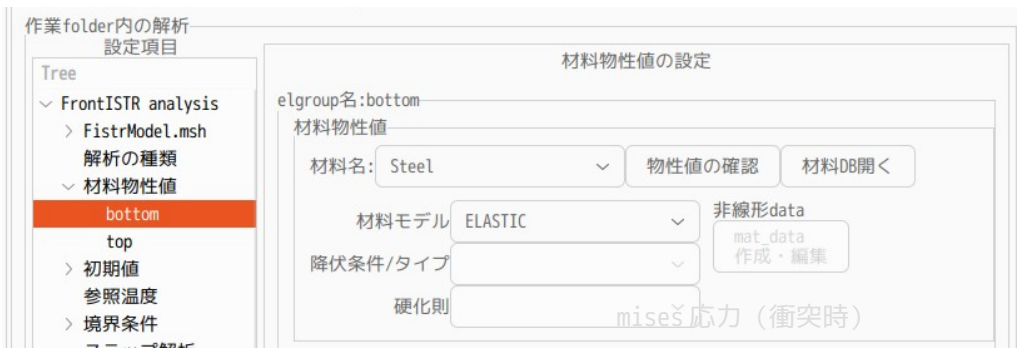 作業folder内の解析
設定項目
Tree
FrontISTR analysis
FistrModel.msh
解析の種類
材料物性値
bottom
top
初期値
参照温度
境界条件
材料物性値の設定
elgroup名:bottom
材料物性値
材料名: Steel 物性値の確認 材料DB開く
材料モデル ELASTIC
非線形data
mat_data
作成・編集
降伏条件/タイプ
硬化則
mises応力 (衝突時)